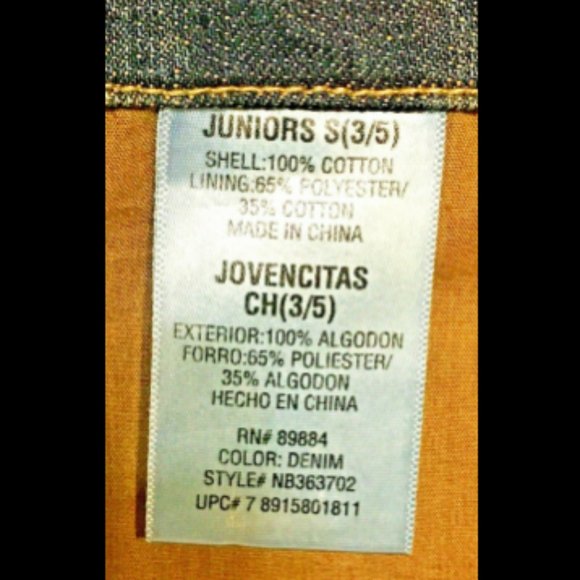 JUNIORS S(3/5)
SHELL:100% COTTON
LINING:65% POLYESTER/
35% COTTON
MADE IN CHINA
JOVENCITAS
CH(3/5)
EXTERIOR:100% ALGODON
FORRO:65% POLIESTER/
35% ALGODON
HECHO EN CHINA
RN# 89884
COLOR: DENIM
STYLE# NB363702
UPC# 7 8915801811